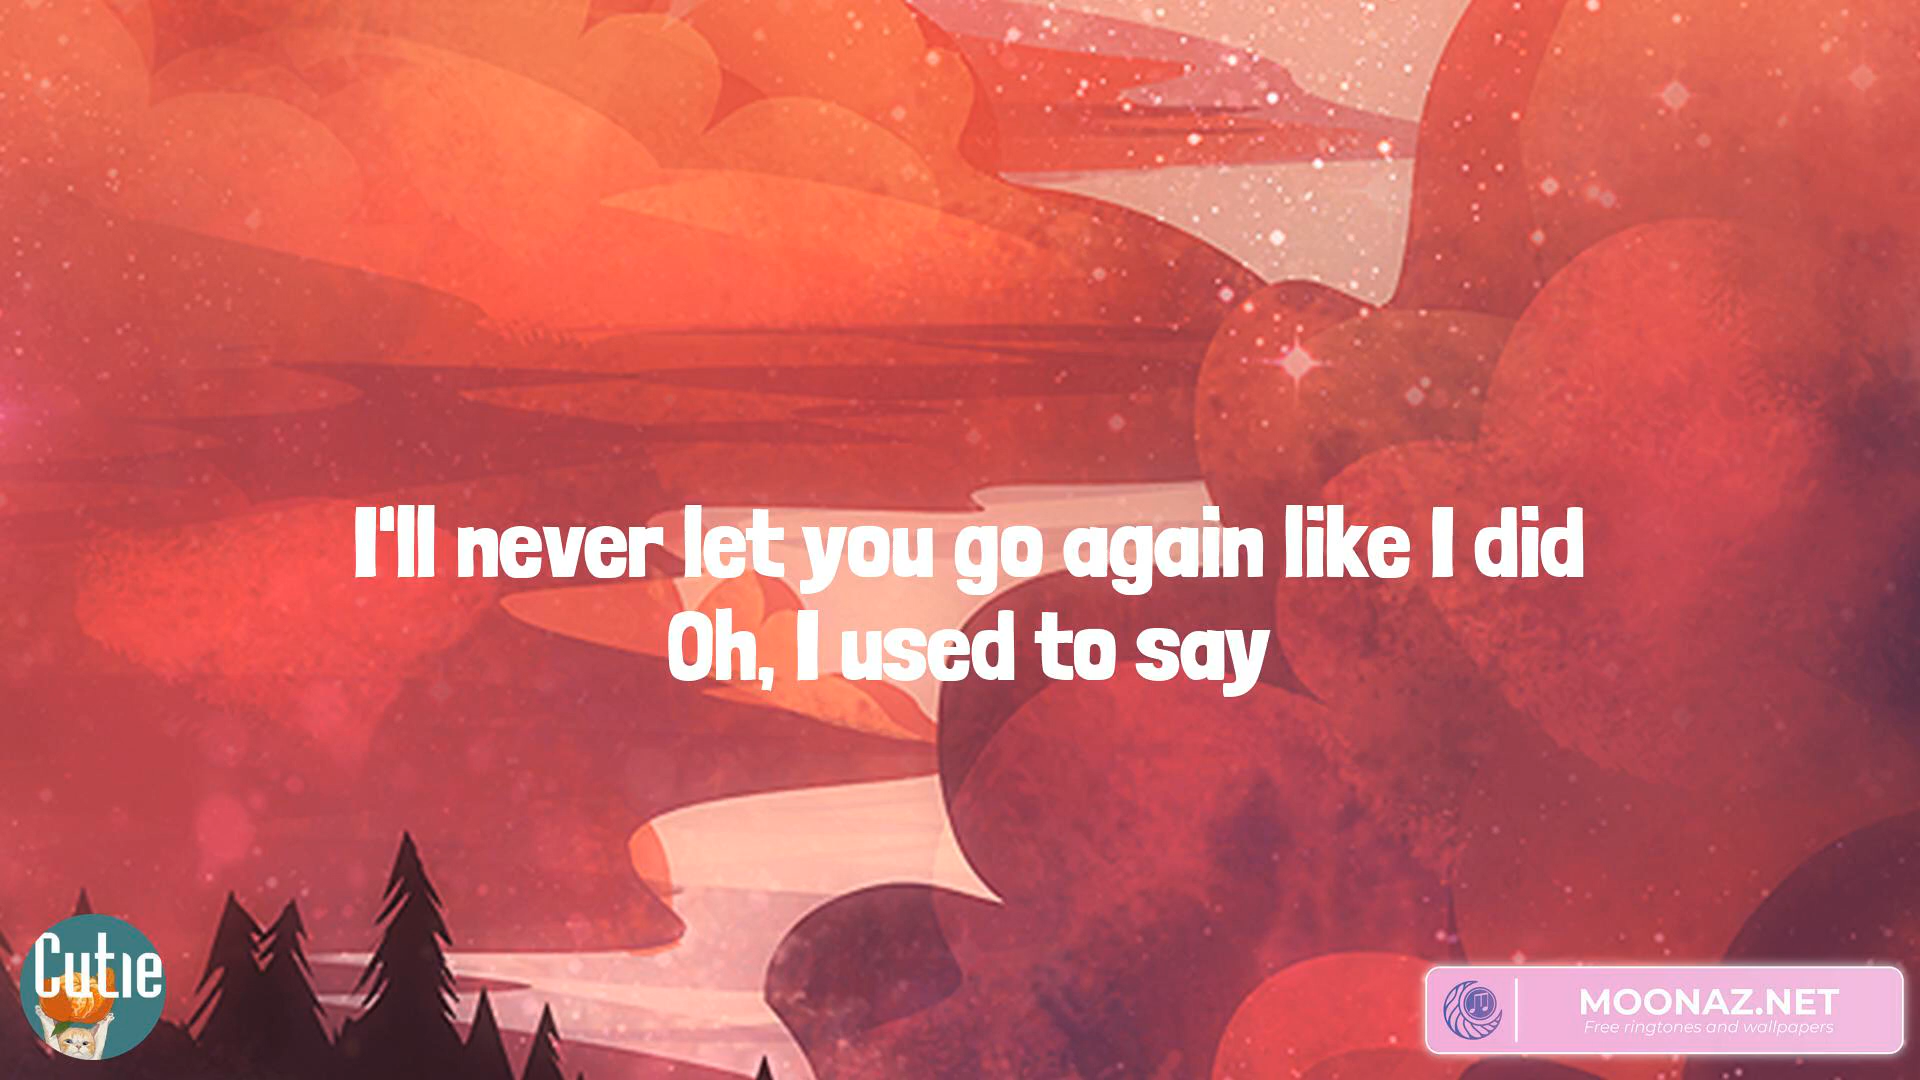 I'll never let you go again like I did
Oh, I used to say
Cutie
MOONAZ.NET
Free ringtones and wallpapers